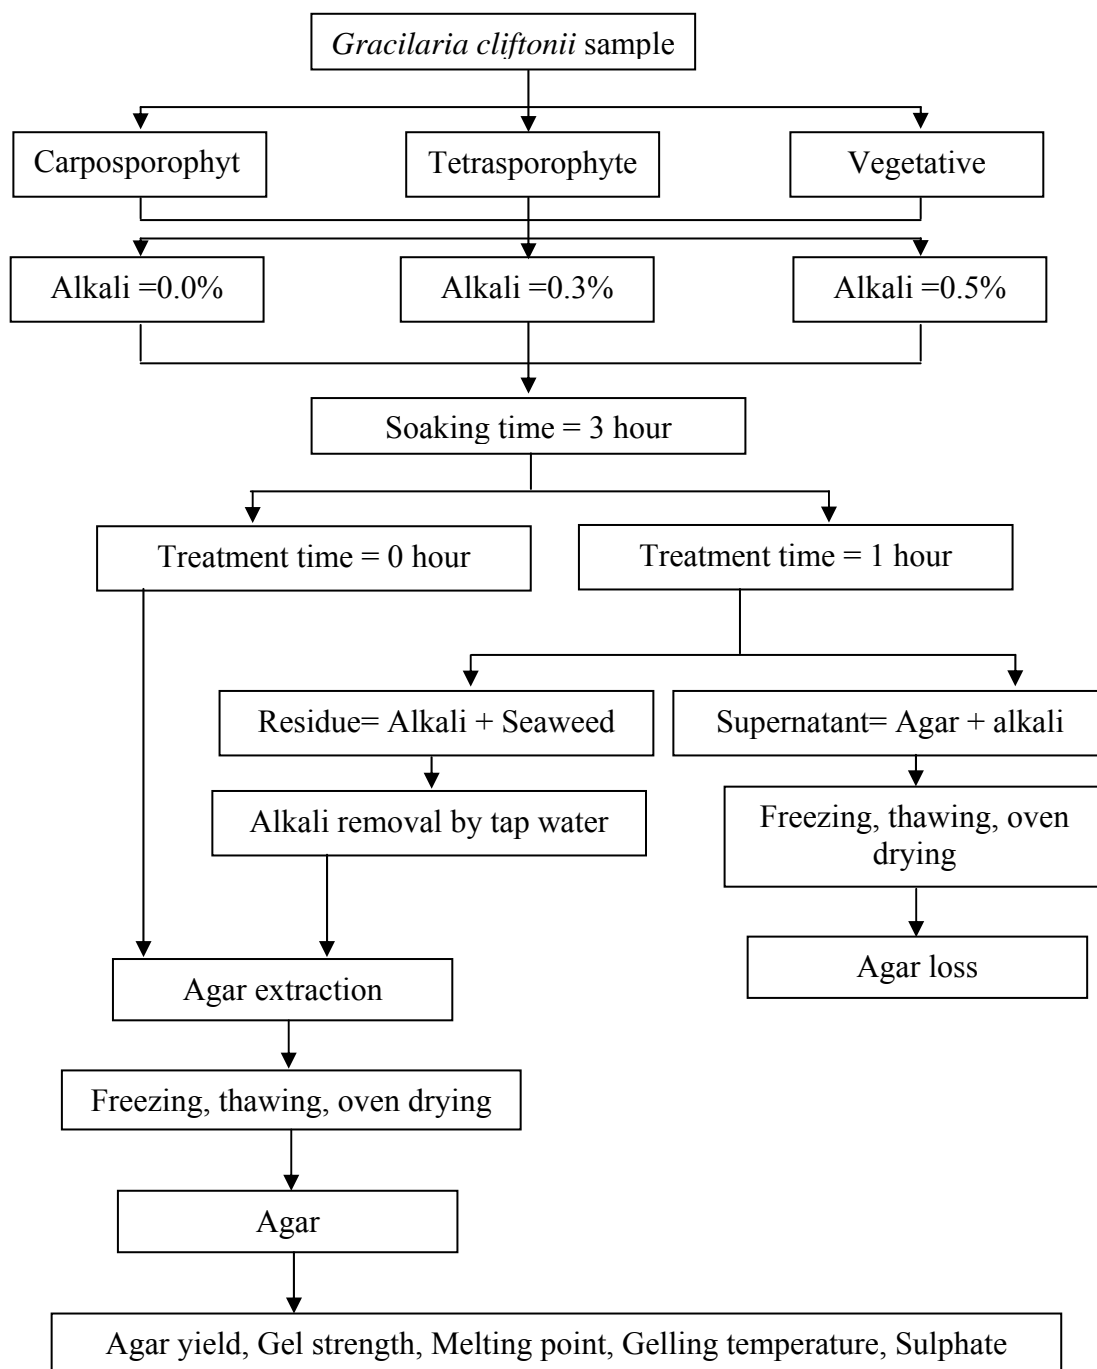 Gracilaria cliftonii sample
Carposporophyt
Tetrasporophyte
Vegetative
Alkali =0.0%
Alkali =0.3%
Alkali =0.5%
Soaking time = 3 hour
Treatment time = 0 hour
Treatment time = 1 hour
Residue= Alkali + Seaweed
Supernatant= Agar + alkali
Alkali removal by tap water
Freezing, thawing, oven
drying
Agar extraction
Agar loss
Freezing, thawing, oven drying
Agar
Agar yield, Gel strength, Melting point, Gelling temperature, Sulphate